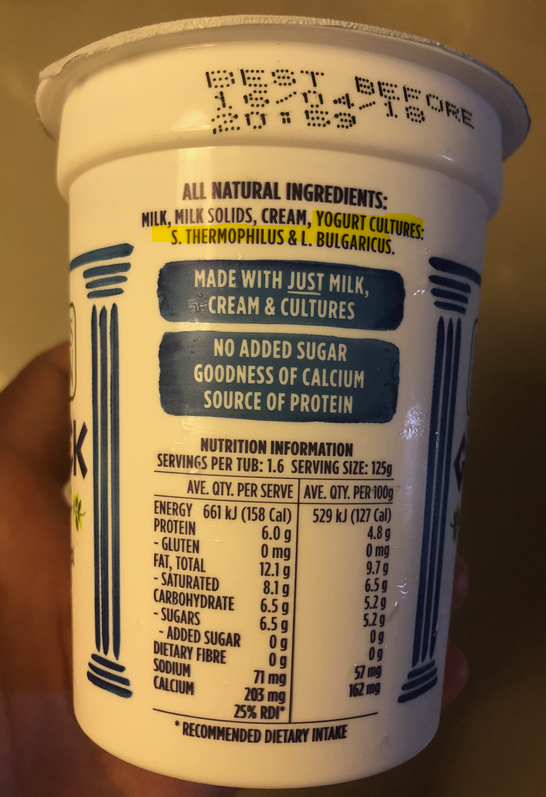 BEST BEFORE
18/04/18
20:53
ALL NATURAL INGREDIENTS:
MILK, MILK SOLIDS, CREAM, YOGURT CULTURES:
S. THERMOPHILUS & L. BULGARICUS.
MADE WITH JUST MILK,
CREAM & CULTURES
NO ADDED SUGAR
GOODNESS OF CALCIUM
SOURCE OF PROTEIN
NUTRITION INFORMATION
SERVINGS PER TUB: 1.6 SERVING SIZE: 125g
AVE. QTY. PER SERVE AVE. QTY. PER 100g
ENERGY 661 kJ (158 Cal) 529 kJ (127 Cal)
PROTEIN 6.0 g 4.8 g
- GLUTEN 0 mg 0 mg
FAT, TOTAL 12.1 g 9.7 g
- SATURATED 8.1 g 6.5 g
CARBOHYDRATE 6.5 g 5.2 g
- SUGARS 6.5 g 5.2 g
- ADDED SUGAR 0 g 0 g
DIETARY FIBRE 0 g 0 g
SODIUM 71 mg 57 mg
CALCIUM 203 mg 162 mg
25% RDI*
* RECOMMENDED DIETARY INTAKE